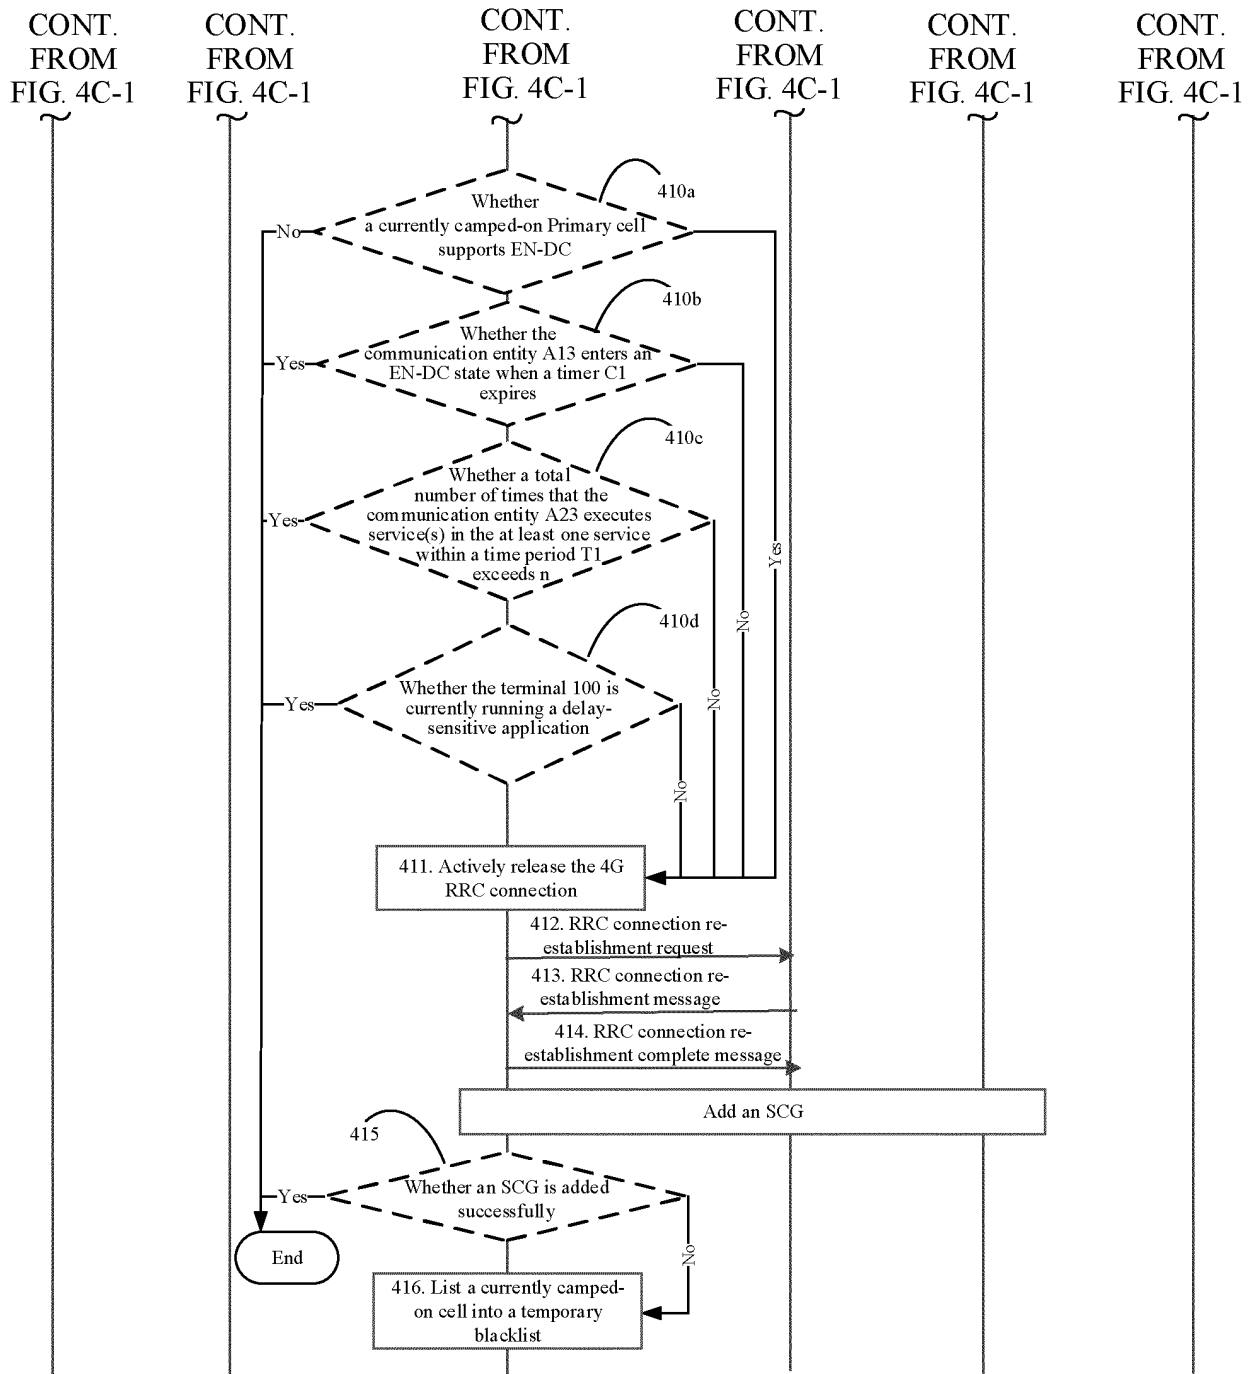 CONT.
FROM
FIG. 4C-1
CONT.
FROM
FIG. 4C-1
CONT.
FROM
FIG. 4C-1
CONT.
FROM
FIG. 4C-1
CONT.
FROM
FIG. 4C-1
CONT.
FROM
FIG. 4C-1
410a
Whether
a currently camped-on Primary cell
supports EN-DC
No
410b
Whether the
communication entity A13 enters an
EN-DC state when a timer C1
expires
Yes
410c
Whether a total
number of times that the
communication entity A23 executes
service(s) in the at least one service
within a time period T1
exceeds n
Yes
Yes
No
410d
Whether the terminal 100 is
currently running a delay-
sensitive application
Yes
No
No
411. Actively release the 4G
RRC connection
412. RRC connection re-
establishment request
413. RRC connection re-
establishment message
414. RRC connection re-
establishment complete message
Add an SCG
415
Whether an SCG is added
successfully
Yes
No
End
416. List a currently camped-
on cell into a temporary
blacklist